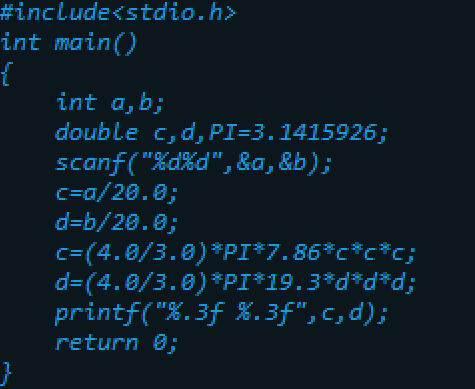 #include<stdio.h>
int main()
{
    int a,b;
    double c,d,PI=3.1415926;
    scanf("%d%d",&a,&b);
    c=a/20.0;
    d=b/20.0;
    c=(4.0/3.0)*PI*7.86*c*c*c;
    d=(4.0/3.0)*PI*19.3*d*d*d;
    printf("%.3f %.3f",c,d);
    return 0;
}